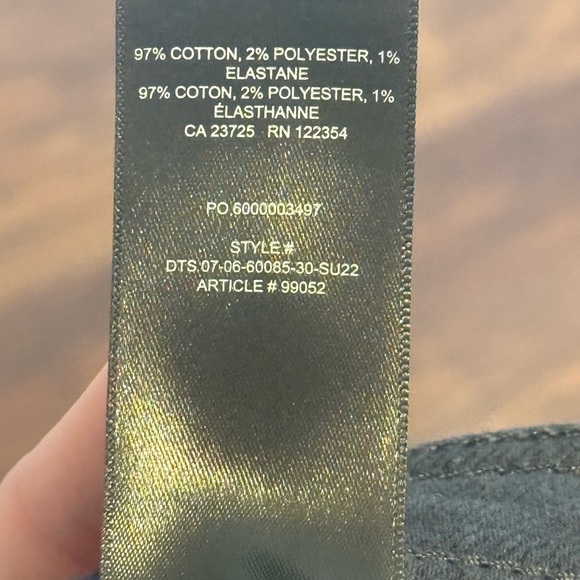 97% COTTON, 2% POLYESTER, 1%
ELASTANE
97% COTON, 2% POLYESTER, 1%
ÉLASTHANNE
CA 23725 RN 122354
PO 6000003497
STYLE #
DTS 07-06-60085-30-SU22
ARTICLE # 99052